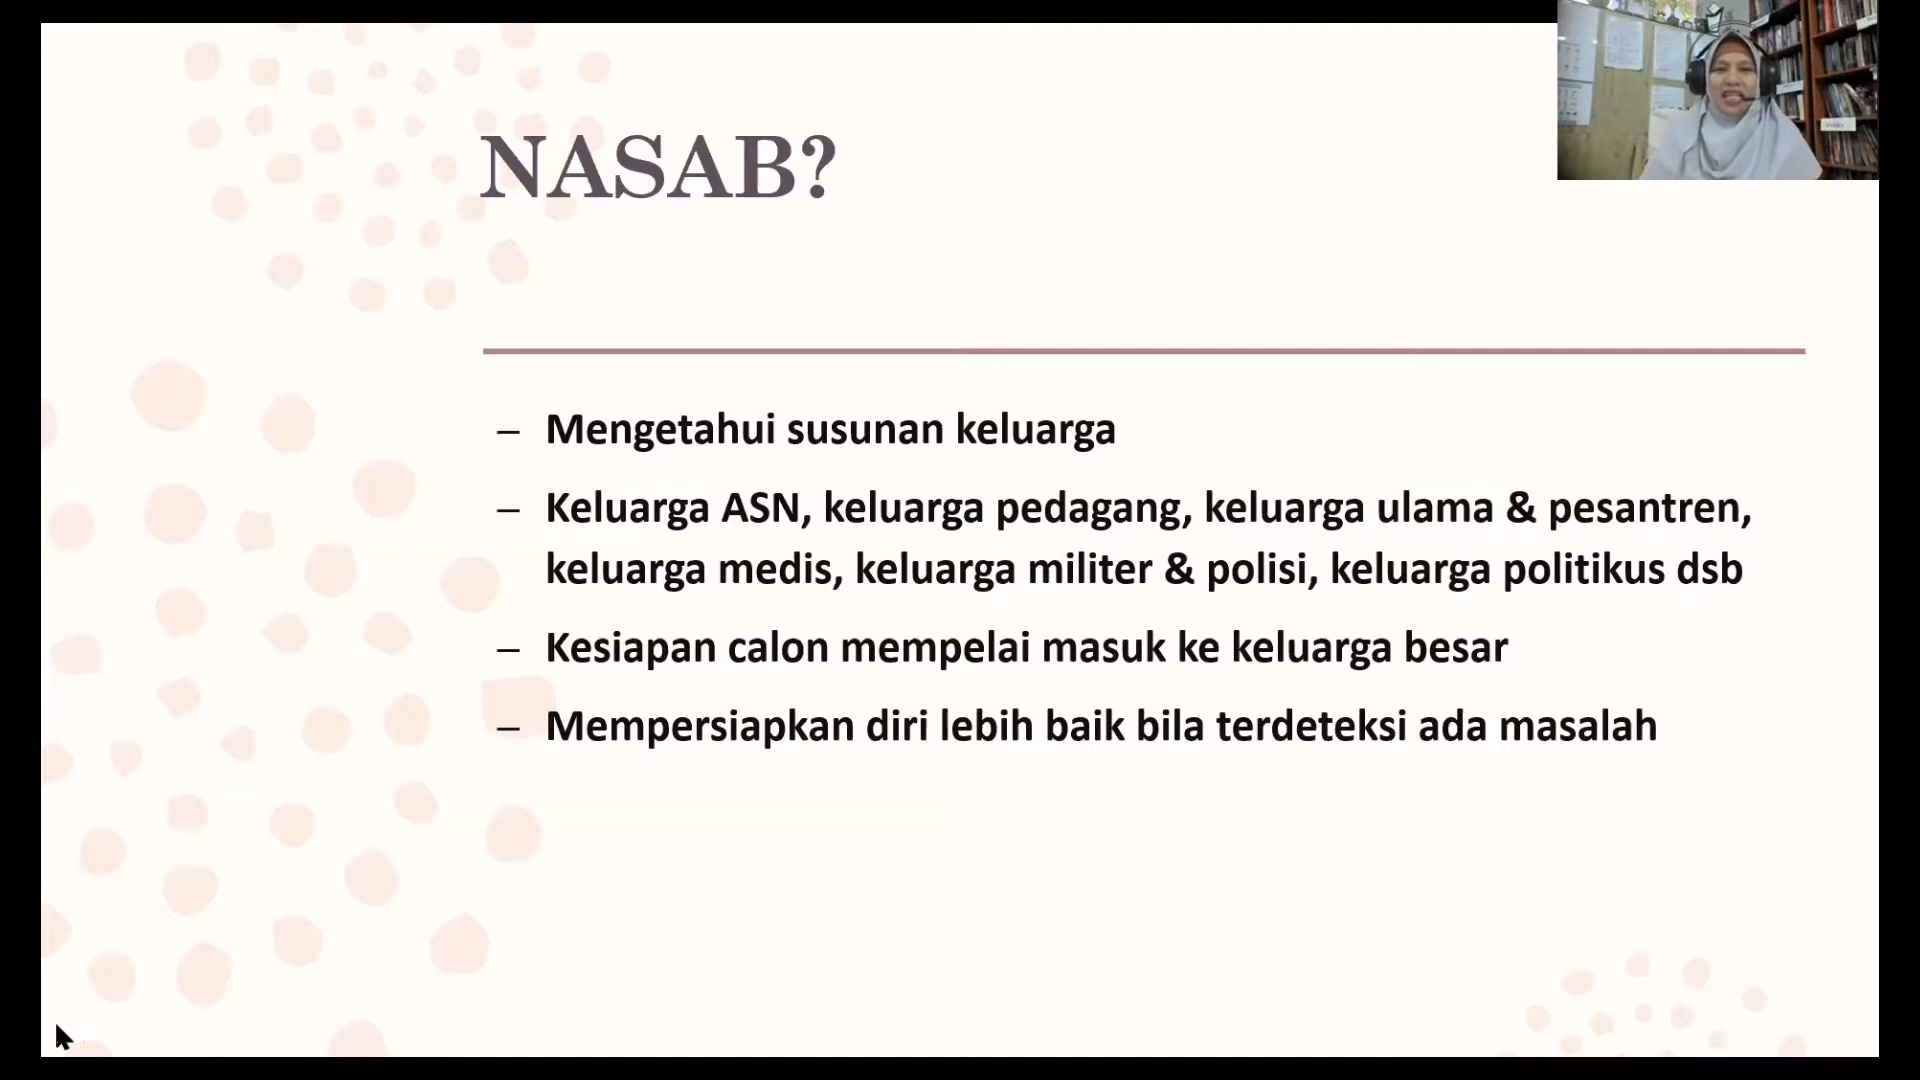 NASAB?
– Mengetahui susunan keluarga
– Keluarga ASN, keluarga pedagang, keluarga ulama & pesantren,
keluarga medis, keluarga militer & polisi, keluarga politikus dsb
– Kesiapan calon mempelai masuk ke keluarga besar
– Mempersiapkan diri lebih baik bila terdeteksi ada masalah